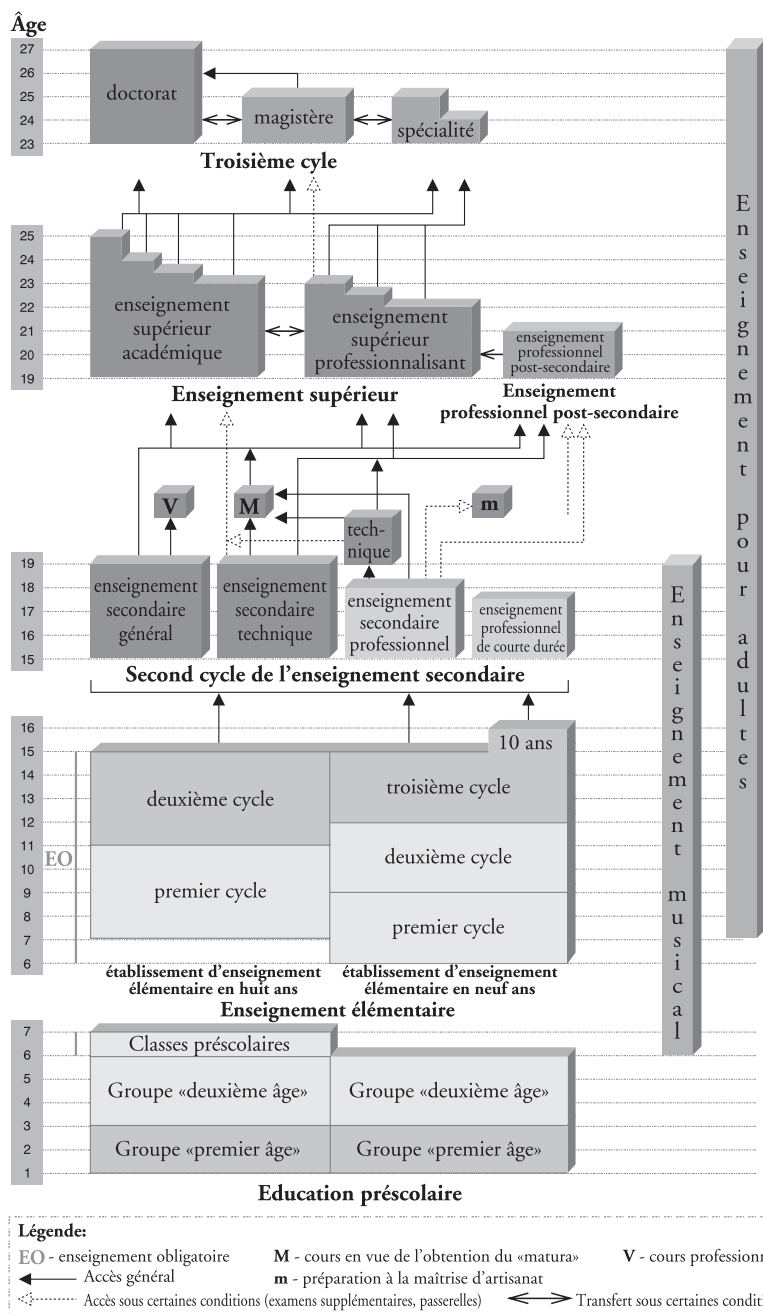 Âge
27
26
25
24
23
doctorat
magistère
spécialité
Troisième cyle
25
24
23
22
21
20
19
enseignement
supérieur
académique
enseignement
supérieur
professionnalisant
enseignement
professionnel
post-secondaire
Enseignement supérieur
Enseignement
professionnel post-secondaire
V
M
m
tech-
nique
19
18
17
16
15
enseignement
secondaire
général
enseignement
secondaire
technique
enseignement
secondaire
professionnel
enseignement
professionnel
de courte durée
Second cycle de l'enseignement secondaire
16
15
14
13
12
11
10
9
8
7
6
EO
10 ans
deuxième cycle
premier cycle
troisième cycle
deuxième cycle
premier cycle
établissement d'enseignement
élémentaire en huit ans
établissement d'enseignement
élémentaire en neuf ans
Enseignement élémentaire
7
6
5
4
3
2
1
Classes préscolaires
Groupe «deuxième âge»
Groupe «deuxième âge»
Groupe «premier âge»
Groupe «premier âge»
Education préscolaire
Enseignement musical
Enseignement pour adultes
Légende:
EO - enseignement obligatoire
M - cours en vue de l'obtention du «matura»
V - cours professionn
Accès général
m - préparation à la maîtrise d'artisanat
Accès sous certaines conditions (examens supplémentaires, passerelles)
Transfert sous certaines conditi